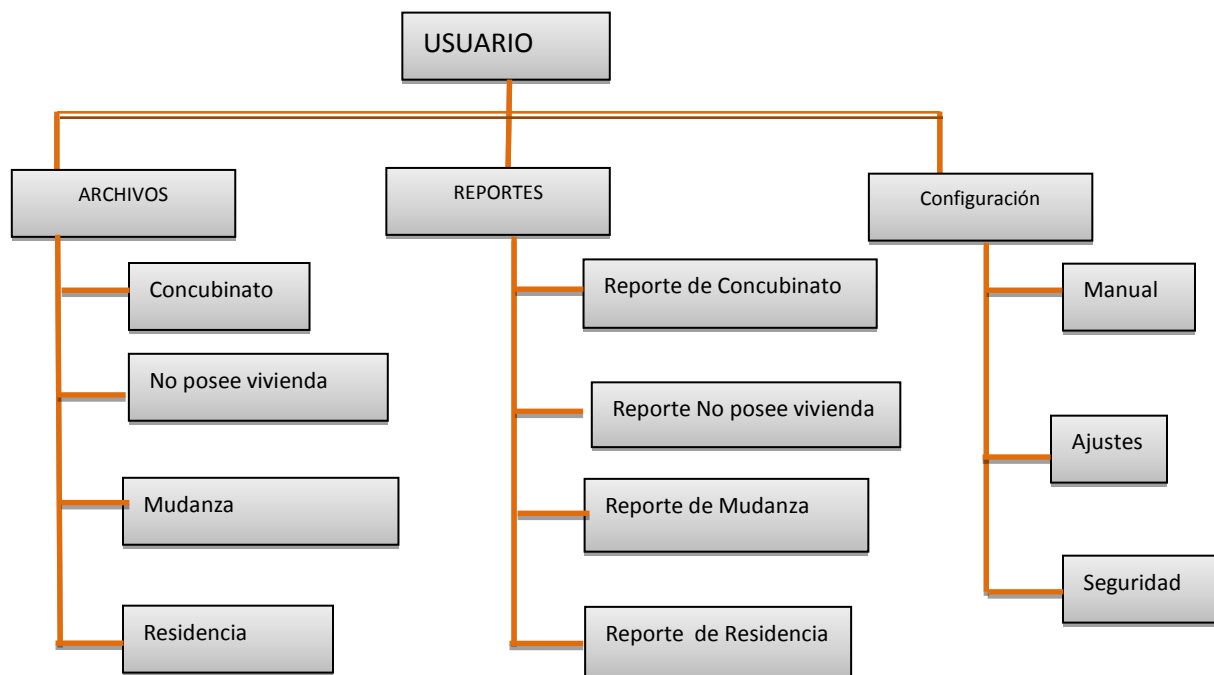 USUARIO
ARCHIVOS
REPORTES
Configuración
Concubinato
No posee vivienda
Mudanza
Residencia
Reporte de Concubinato
Reporte No posee vivienda
Reporte de Mudanza
Reporte  de Residencia
Manual
Ajustes
Seguridad